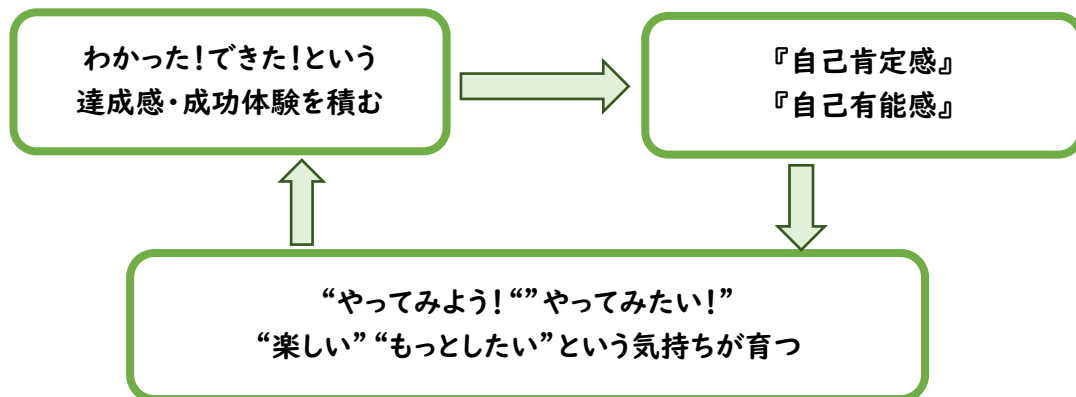 わかった！できた！という
達成感・成功体験を積む
『自己肯定感』
『自己有能感』
“やってみよう！“”やってみたい！”
“楽しい”“もっとしたい”という気持ちが育つ